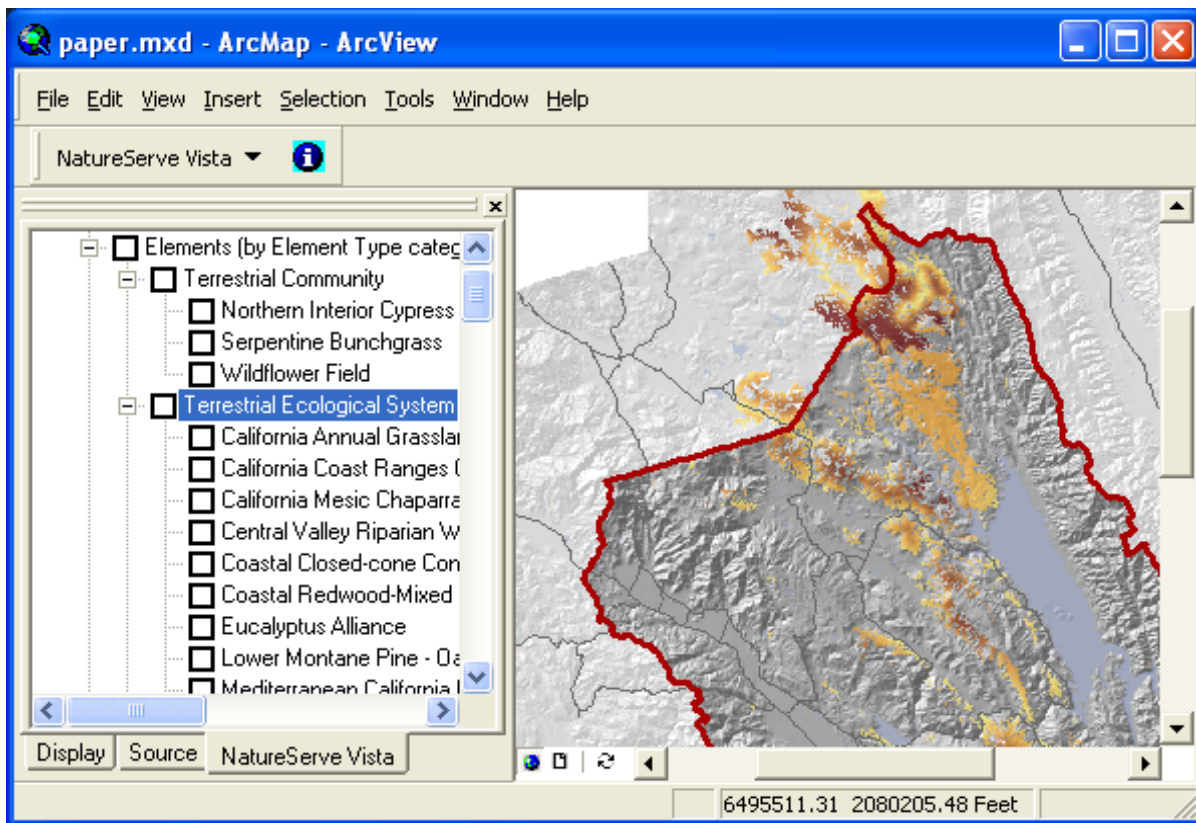 paper.mxd - ArcMap - ArcView
File Edit View Insert Selection Tools Window Help
NatureServe Vista
Elements (by Element Type categ
Terrestrial Community
Northern Interior Cypress
Serpentine Bunchgrass
Wildflower Field
Terrestrial Ecological System
California Annual Grasslan
California Coast Ranges
California Mesic Chaparra
Central Valley Riparian W
Coastal Closed-cone Con
Coastal Redwood-Mixed
Eucalyptus Alliance
Lower Montane Pine - Oa
Mediterranean California
Display Source NatureServe Vista
6495511.31 2080205.48 Feet